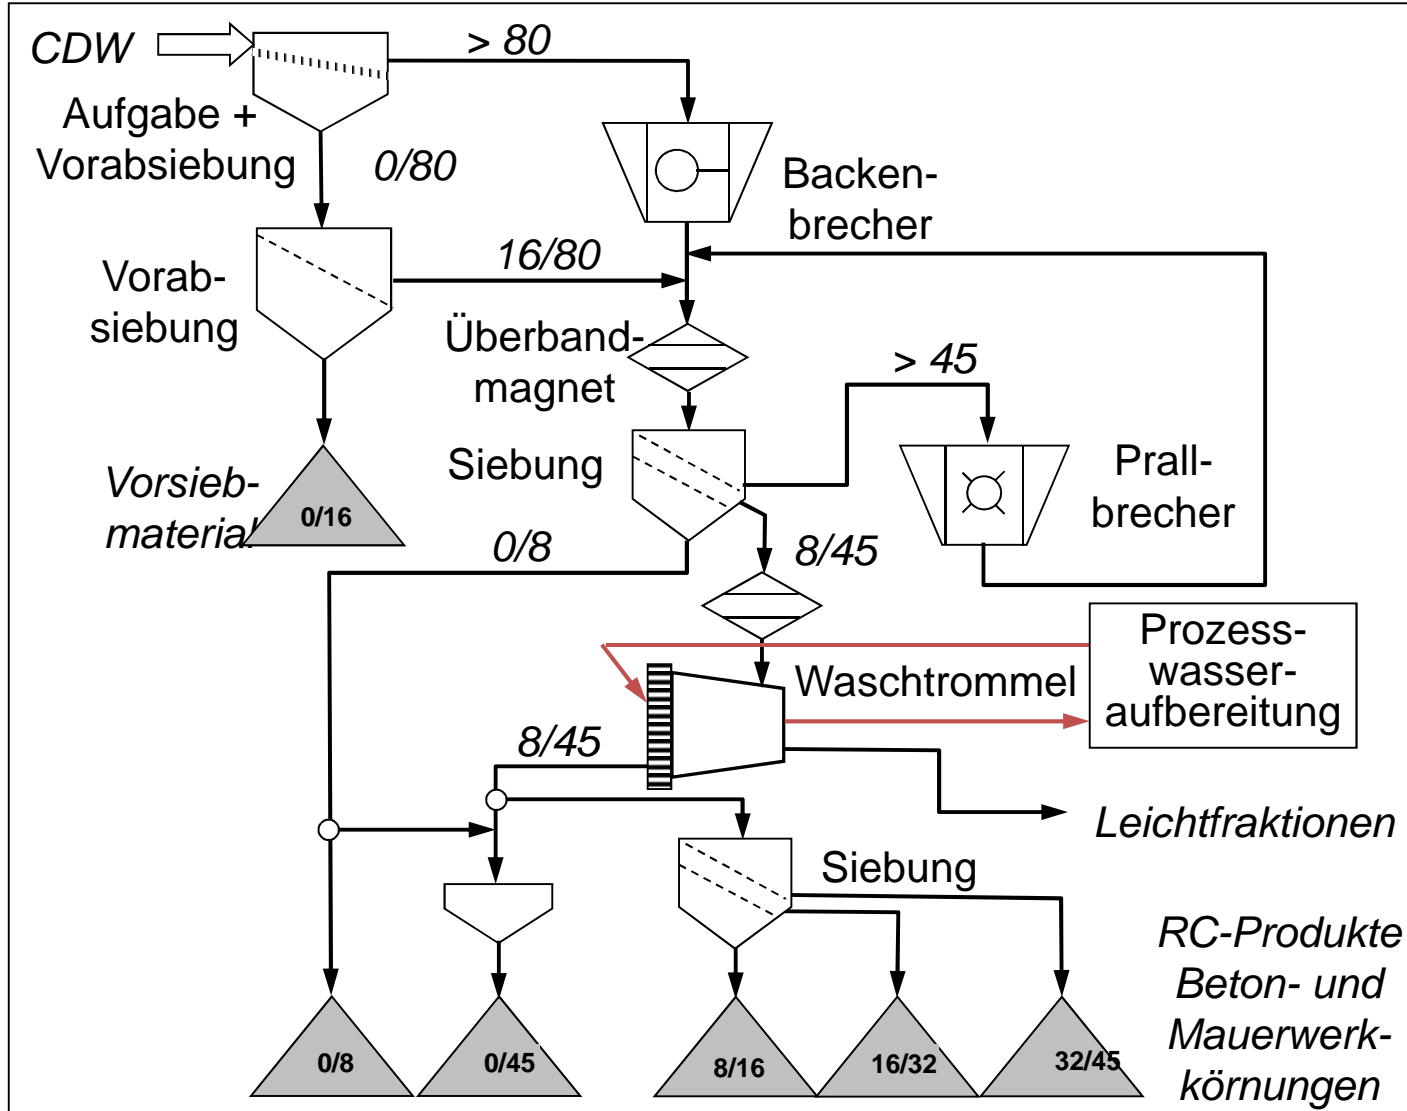 CDW
> 80
Aufgabe +
Vorabsiebung
0/80
Backen-
brecher
Vorab-
siebung
16/80
Überband-
magnet
> 45
Siebung
Prall-
brecher
Vorsieb-
material
0/16
0/8
8/45
Prozess-
wasser-
aufbereitung
Waschtrommel
8/45
Leichtfraktionen
Siebung
RC-Produkte
Beton- und
Mauerwerk-
körnungen
0/8
0/45
8/16
16/32
32/45